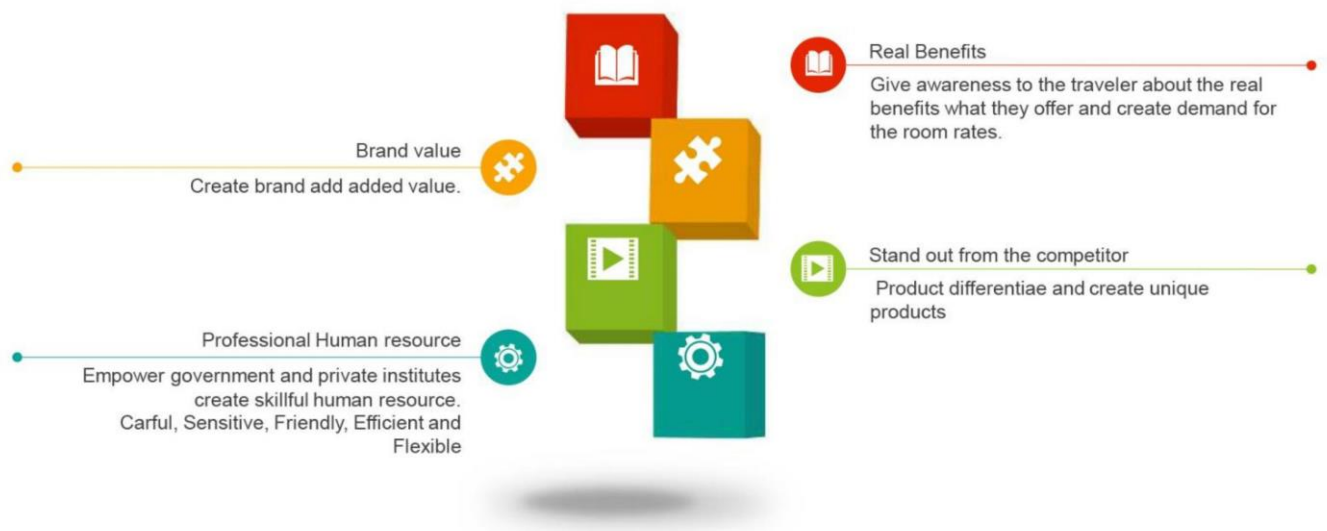 Real Benefits
Give awareness to the traveler about the real
benefits what they offer and create demand for
the room rates.
Brand value
Create brand add added value.
Stand out from the competitor
Product differentiae and create unique
products
Professional Human resource
Empower government and private institutes
create skillful human resource.
Carful, Sensitive, Friendly, Efficient and
Flexible